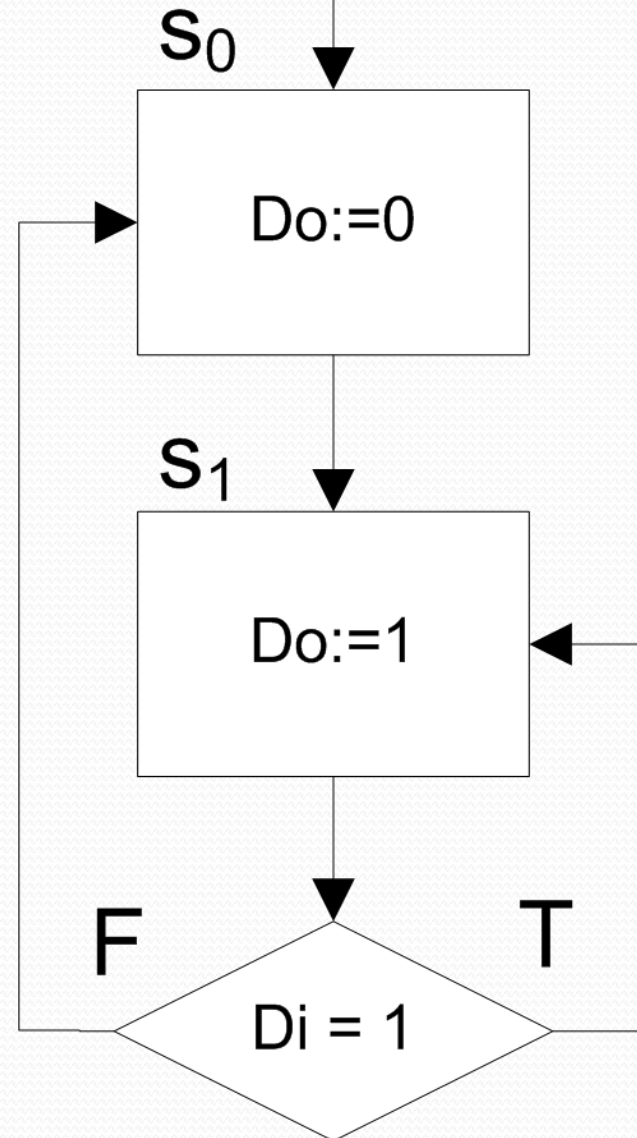 S₀
Do:=0
S₁
Do:=1
F
T
Di = 1